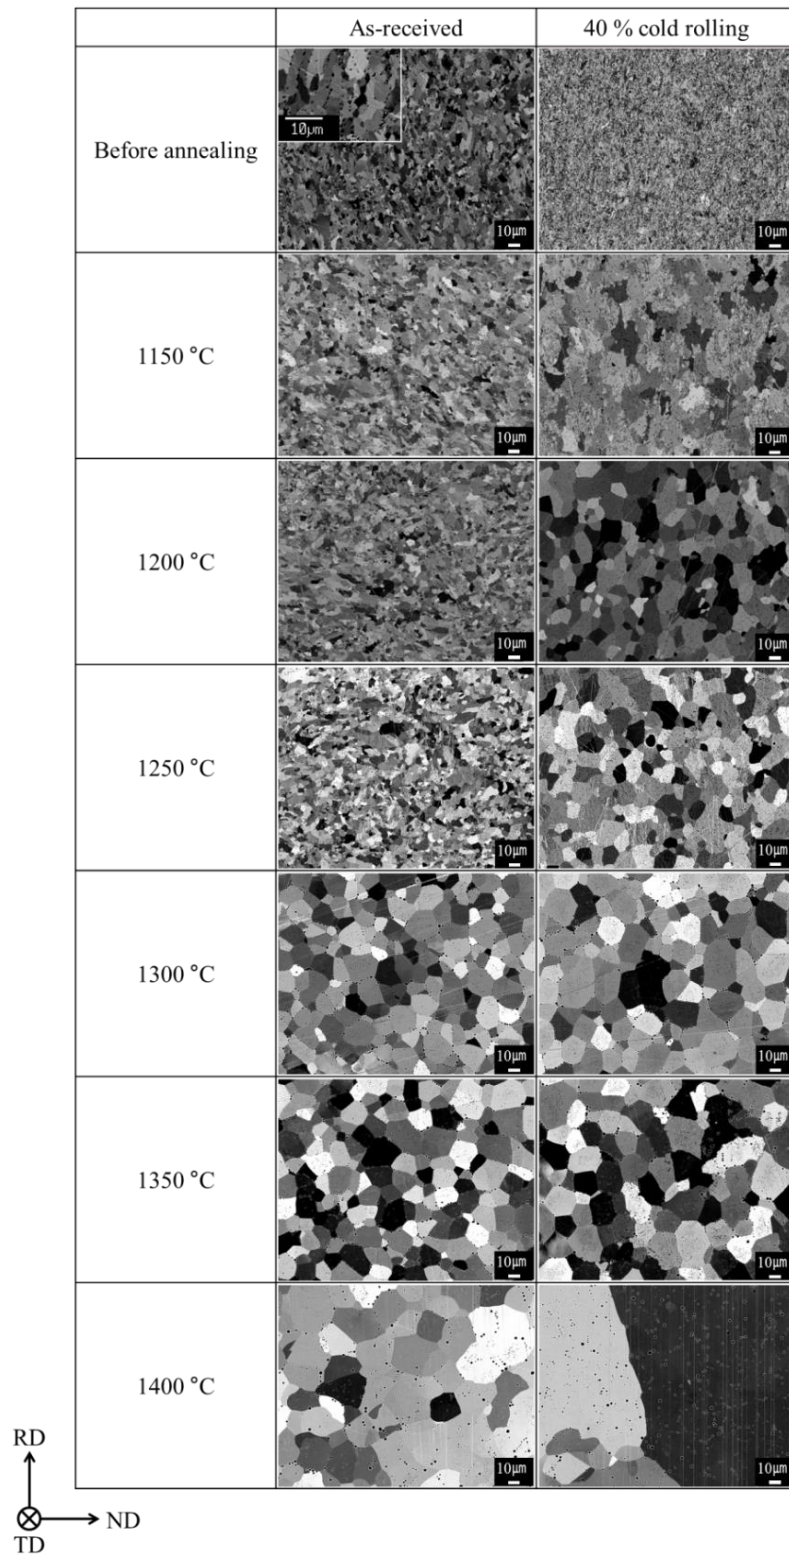 As-received 40 % cold rolling
Before annealing
10μm
10μm 10μm
1150 °C
10μm 10μm
1200 °C
10μm 10μm
1250 °C
10μm 10μm
1300 °C
10μm 10μm
1350 °C
10μm 10μm
1400 °C
10μm 10μm
RD
ND
TD